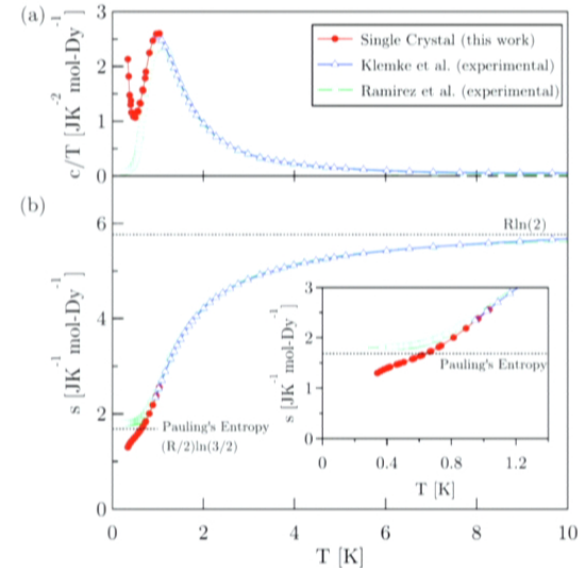 (a)
3
2
1
0
c/T [JK⁻² mol-Dy⁻¹]
Single Crystal (this work)
Klemke et al. (experimental)
Ramirez et al. (experimental)
(b)
6
4
2
0
s [JK⁻¹ mol-Dy⁻¹]
Rln(2)
Pauling's Entropy
(R/2)ln(3/2)
3
2
1
0
s [JK⁻¹ mol-Dy⁻¹]
Pauling's Entropy
0 0.4 0.8 1.2
T [K]
0 2 4 6 8 10
T [K]